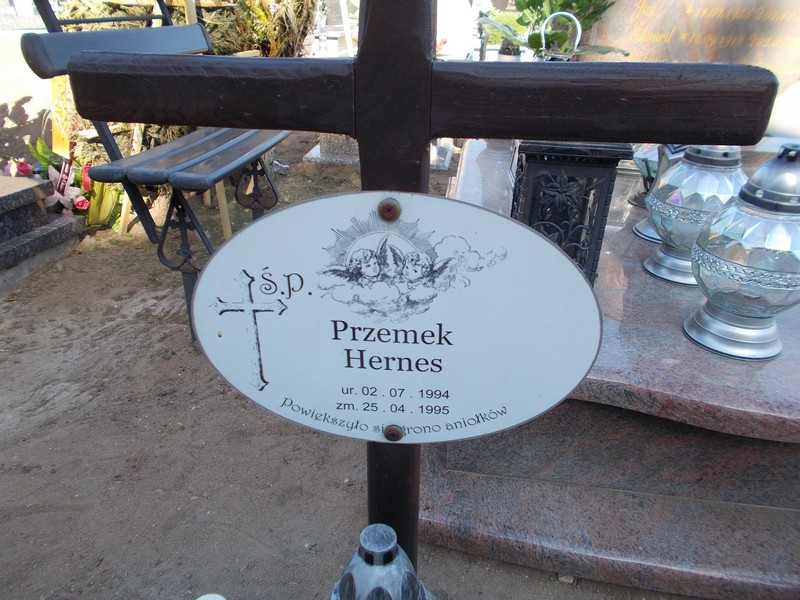 Ś.P.
Przemek
Hernes
ur. 02 . 07 . 1994
zm. 25 . 04 . 1995
Powiększyło się grono aniołków